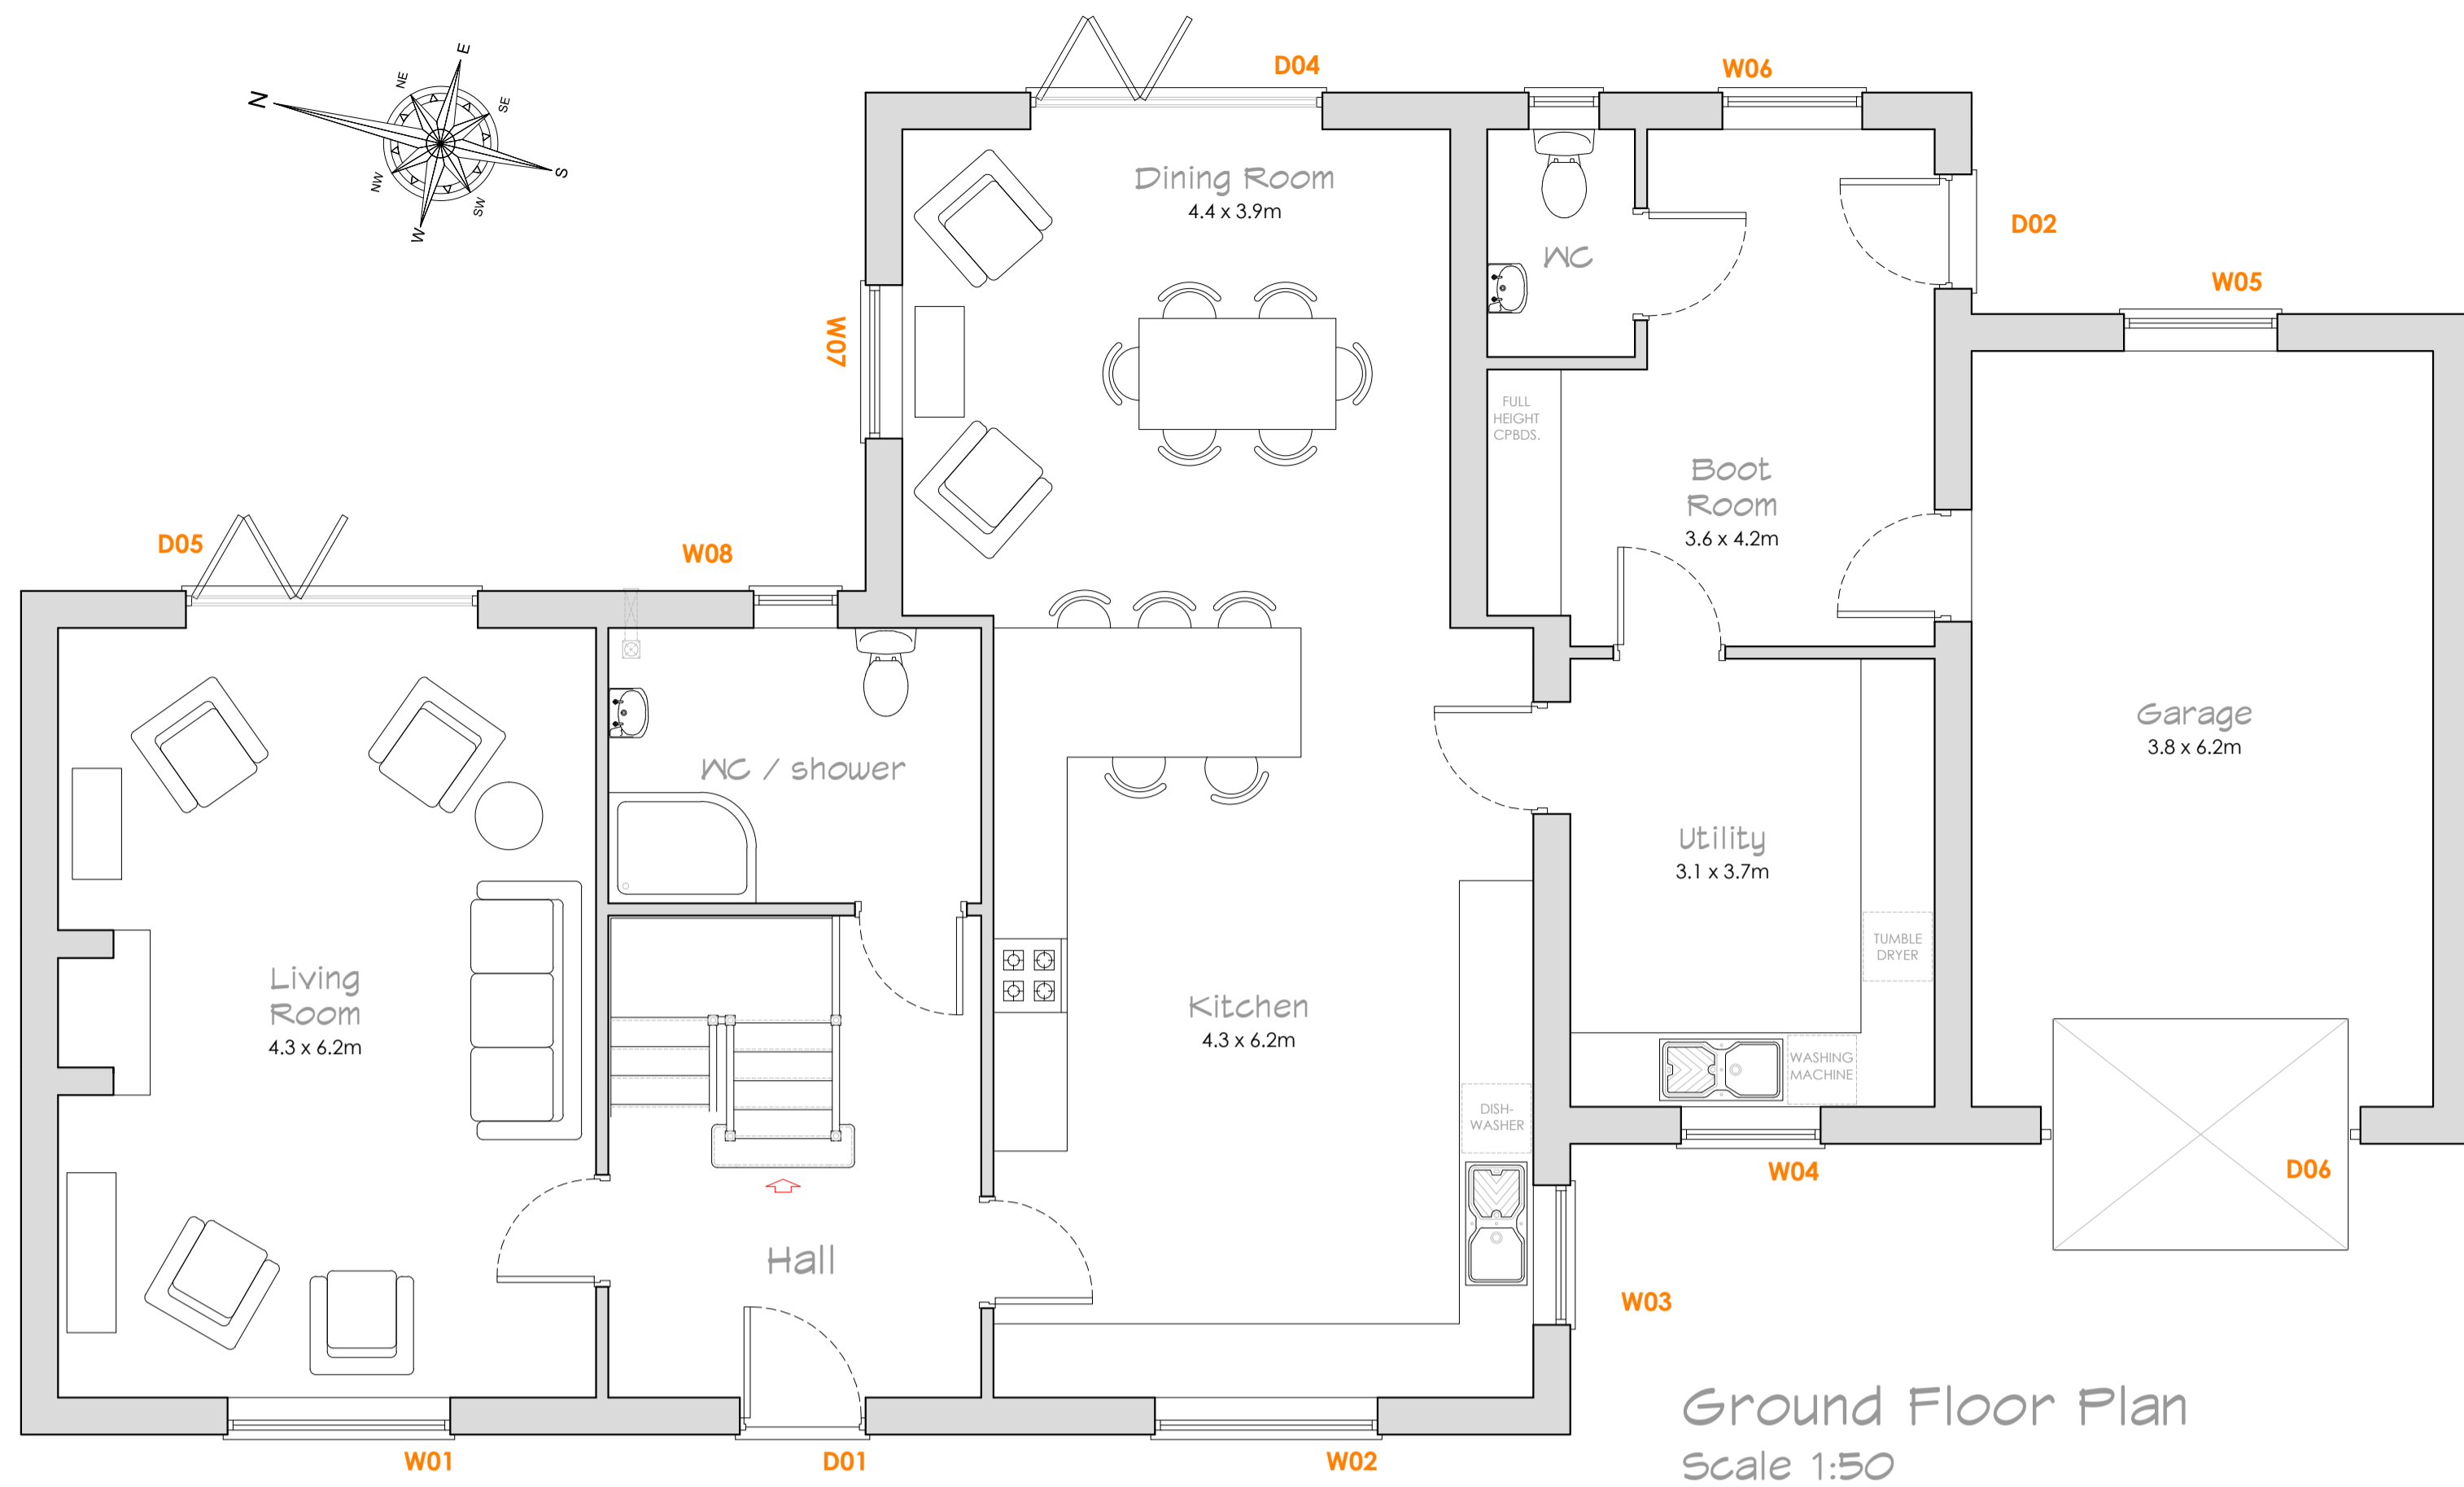 N
NE
E
SE
S
SW
W
NW
D04
W06
Dining Room
4.4 x 3.9m
WC
D02
W05
W07
FULL
HEIGHT
CPBDS.
Boot
Room
3.6 x 4.2m
D05
W08
WC / shower
Garage
3.8 x 6.2m
Utility
3.1 x 3.7m
TUMBLE
DRYER
Living
Room
4.3 x 6.2m
Kitchen
4.3 x 6.2m
WASHING
MACHINE
DISH-
WASHER
W04
D06
Hall
W03
W01
D01
W02
Ground Floor Plan
Scale 1:50